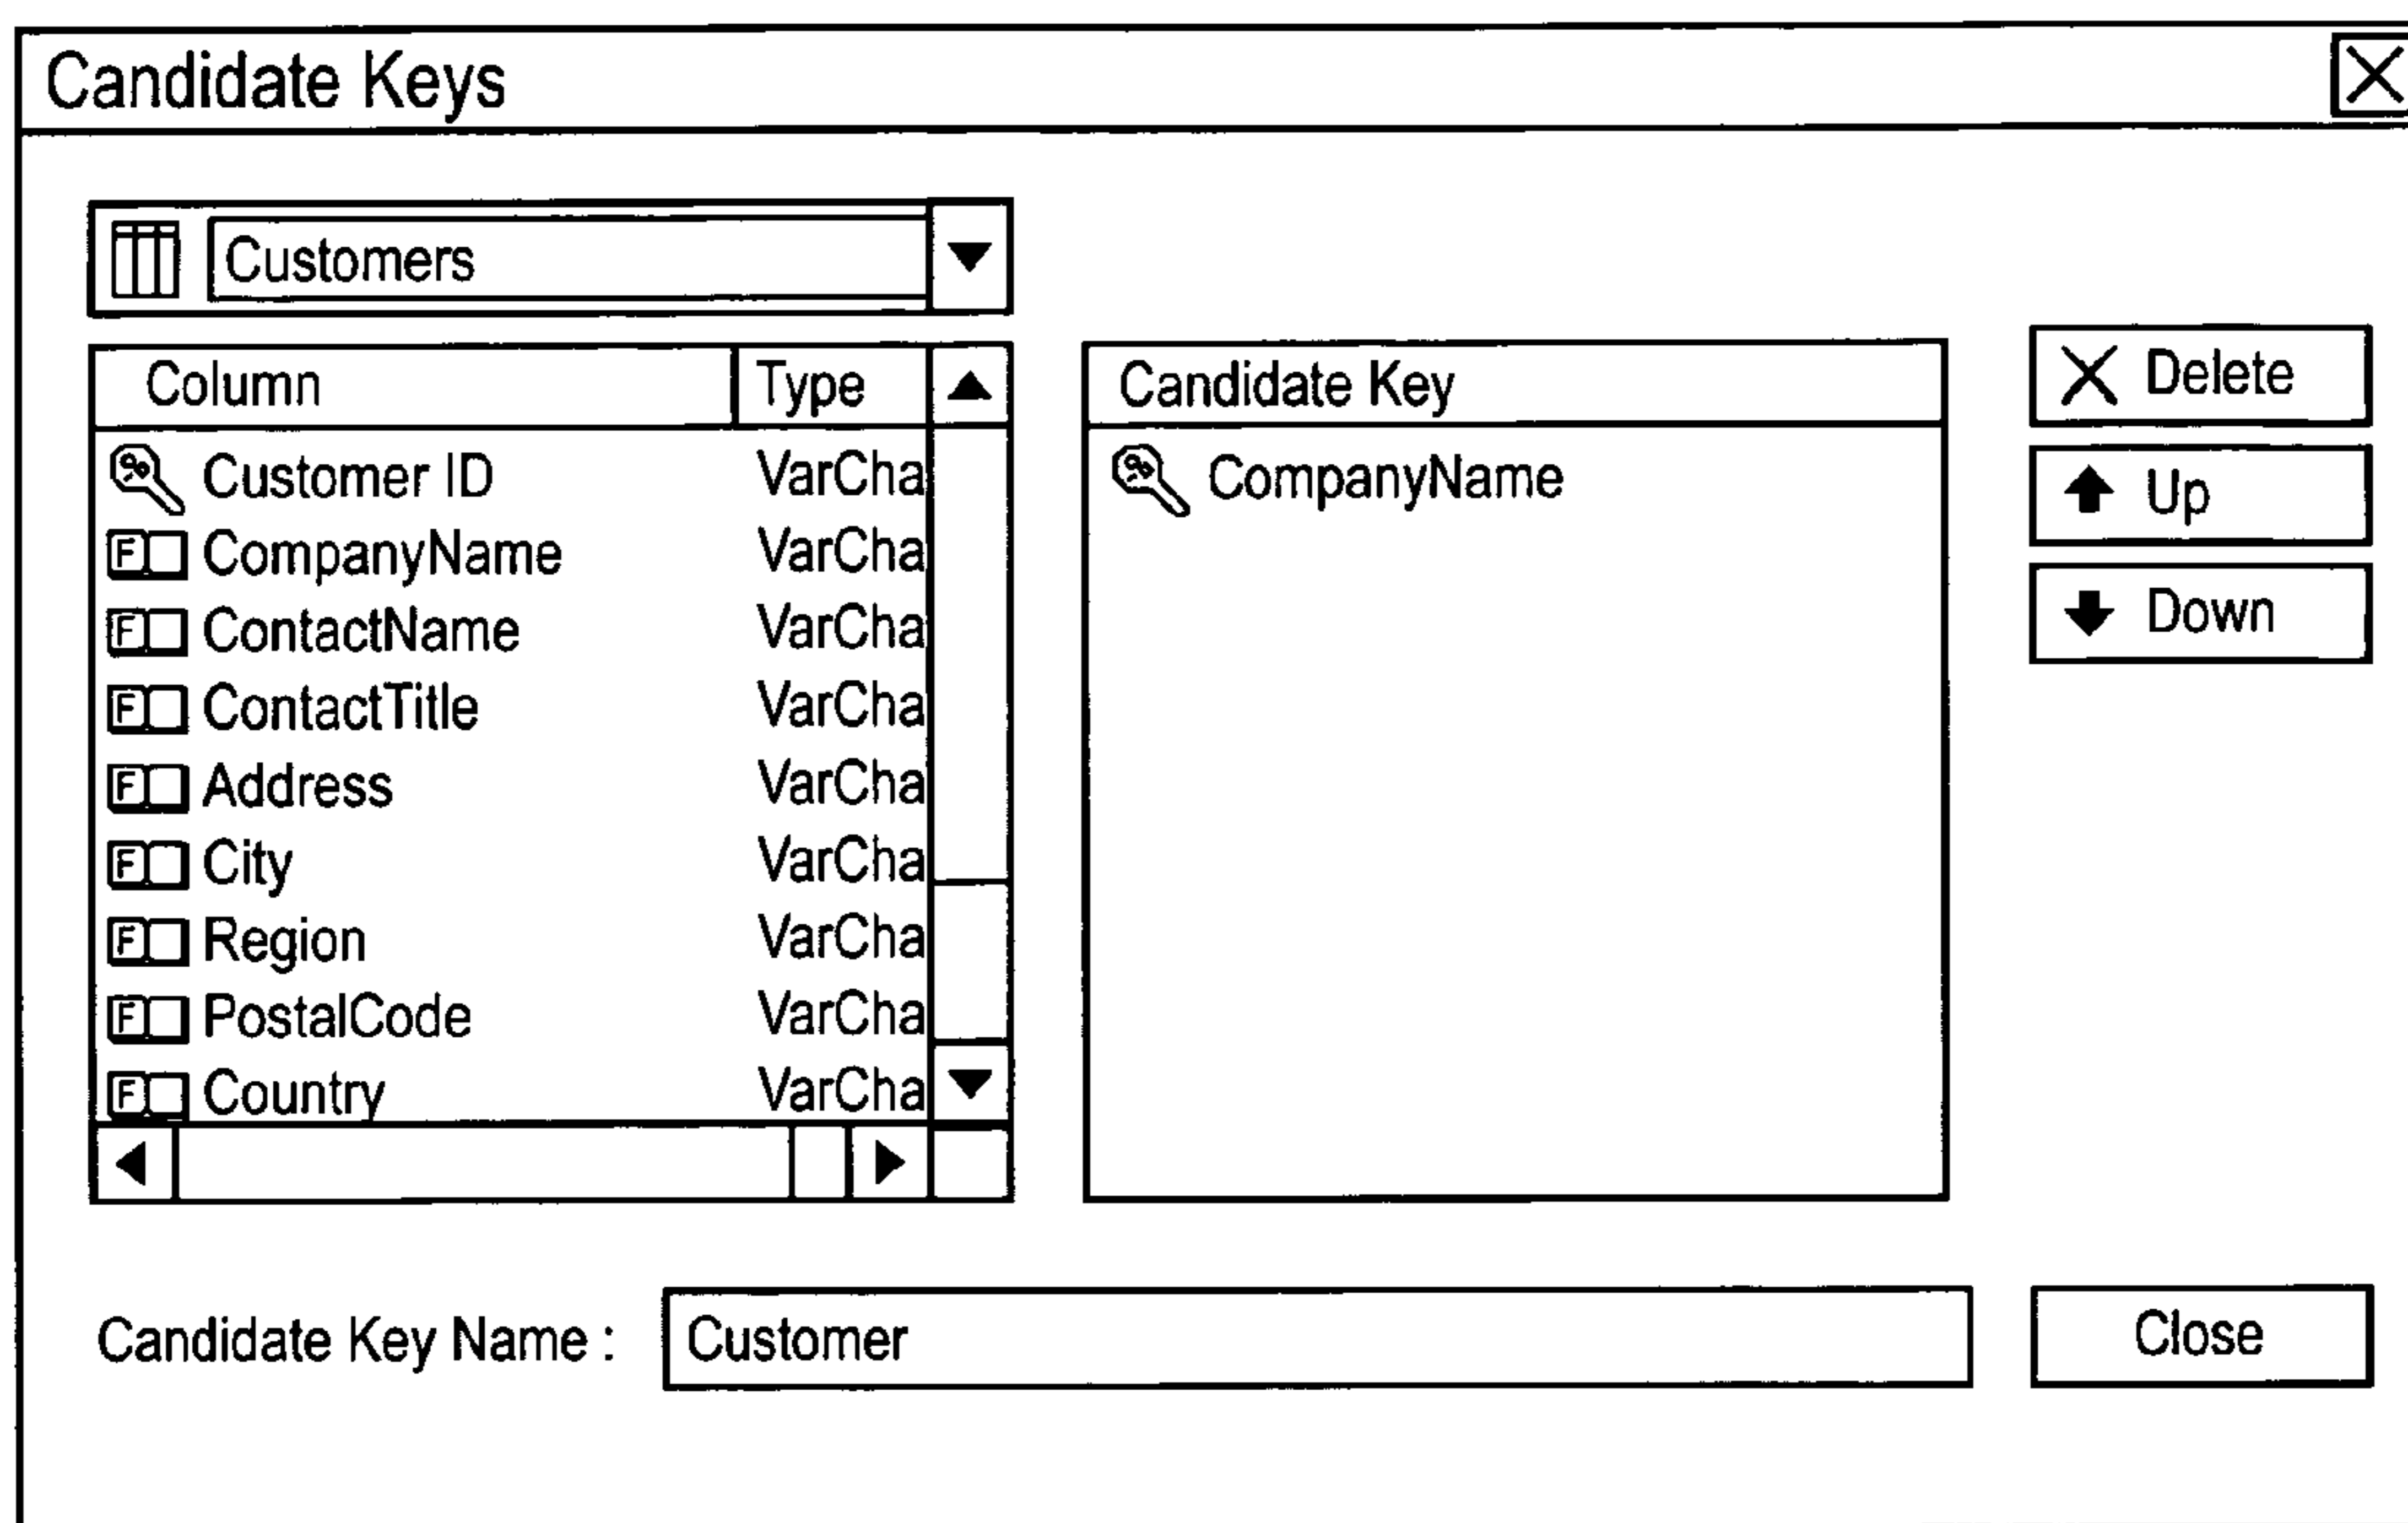 Candidate Keys
Customers
Column Type
Customer ID VarCha
CompanyName VarCha
ContactName VarCha
ContactTitle VarCha
Address VarCha
City VarCha
Region VarCha
PostalCode VarCha
Country VarCha
Candidate Key
CompanyName
Delete
Up
Down
Candidate Key Name : Customer
Close